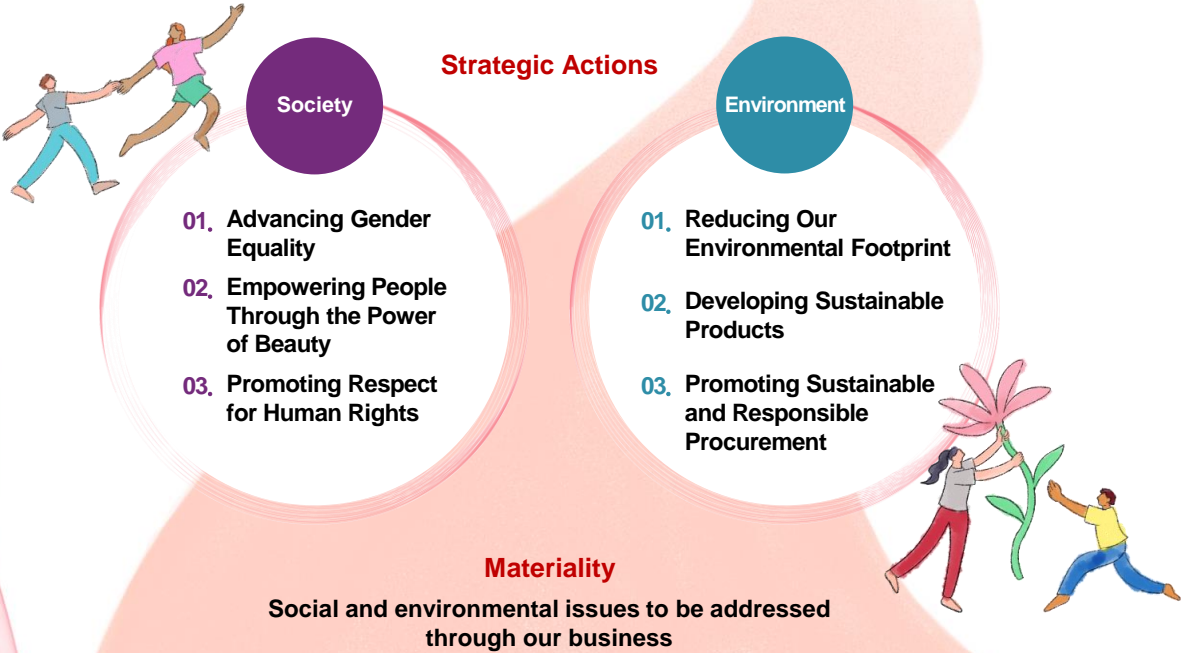 Strategic Actions
Society
01. Advancing Gender
Equality
02. Empowering People
Through the Power
of Beauty
03. Promoting Respect
for Human Rights
Environment
01. Reducing Our
Environmental Footprint
02. Developing Sustainable
Products
03. Promoting Sustainable
and Responsible
Procurement
Materiality
Social and environmental issues to be addressed
through our business